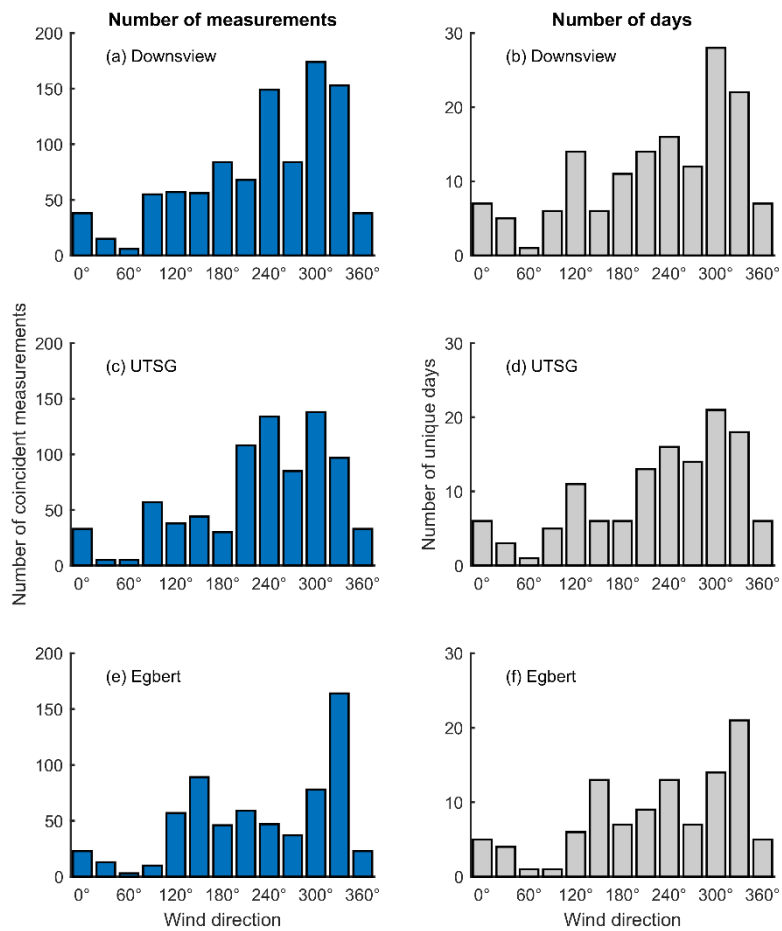 Number of measurements
Number of days
200
150
100
50
0
(a) Downsview
0° 60° 120° 180° 240° 300° 360°
30
20
10
0
(b) Downsview
0° 60° 120° 180° 240° 300° 360°
Number of coincident measurements
200
150
100
50
0
(c) UTSG
0° 60° 120° 180° 240° 300° 360°
Number of unique days
30
20
10
0
(d) UTSG
0° 60° 120° 180° 240° 300° 360°
200
150
100
50
0
(e) Egbert
0° 60° 120° 180° 240° 300° 360°
Wind direction
30
20
10
0
(f) Egbert
0° 60° 120° 180° 240° 300° 360°
Wind direction